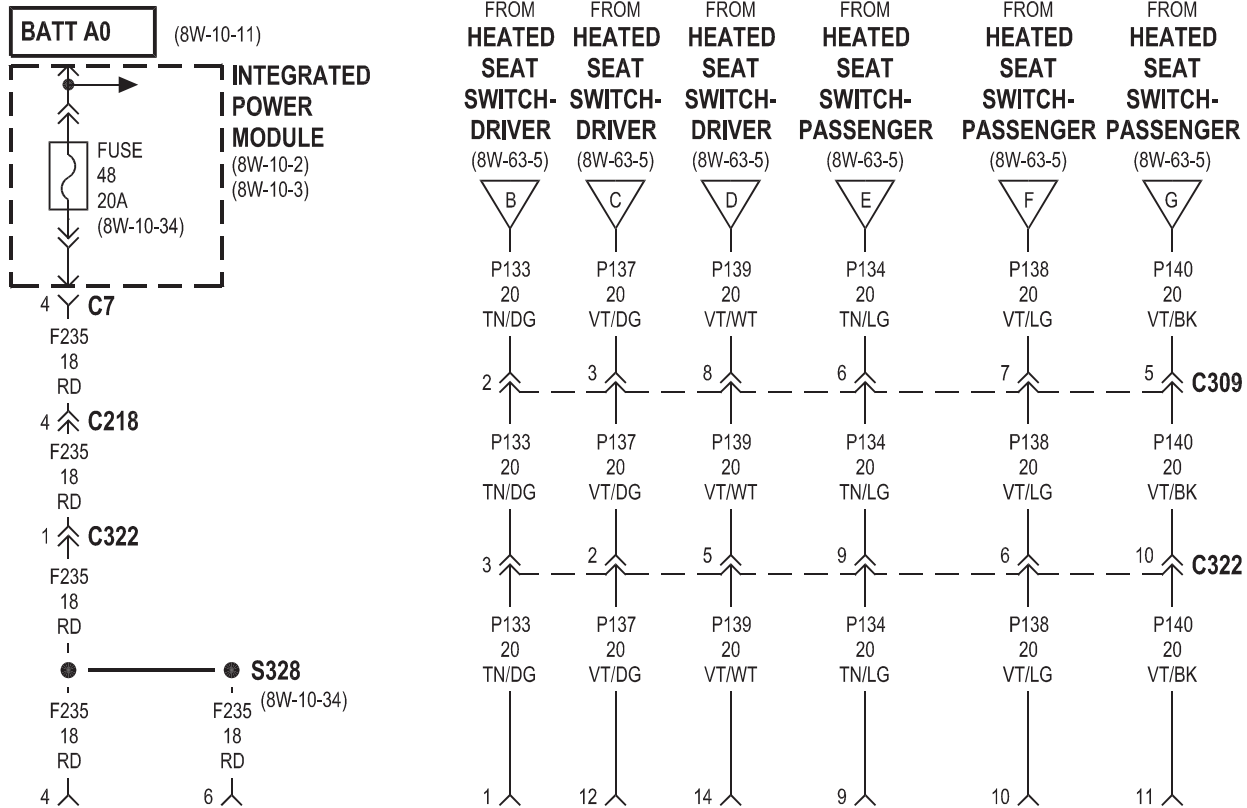 BATT A0
(8W-10-11)
INTEGRATED
POWER
MODULE
(8W-10-2)
(8W-10-3)
FUSE
48
20A
(8W-10-34)
4 C7
F235
18
RD
4 C218
F235
18
RD
1 C322
F235
18
RD
S328
(8W-10-34)
F235 F235
18 18
RD RD
4 6
FROM FROM FROM FROM FROM FROM
HEATED HEATED HEATED HEATED HEATED HEATED
SEAT SEAT SEAT SEAT SEAT SEAT
SWITCH- SWITCH- SWITCH- SWITCH- SWITCH- SWITCH-
DRIVER DRIVER DRIVER PASSENGER PASSENGER PASSENGER
(8W-63-5) (8W-63-5) (8W-63-5) (8W-63-5) (8W-63-5) (8W-63-5)
B C D E F G
P133 P137 P139 P134 P138 P140
20 20 20 20 20 20
TN/DG VT/DG VT/WT TN/LG VT/LG VT/BK
2 3 8 6 7 5 C309
P133 P137 P139 P134 P138 P140
20 20 20 20 20 20
TN/DG VT/DG VT/WT TN/LG VT/LG VT/BK
3 2 5 9 6 10 C322
P133 P137 P139 P134 P138 P140
20 20 20 20 20 20
TN/DG VT/DG VT/WT TN/LG VT/LG VT/BK
1 12 14 9 10 11